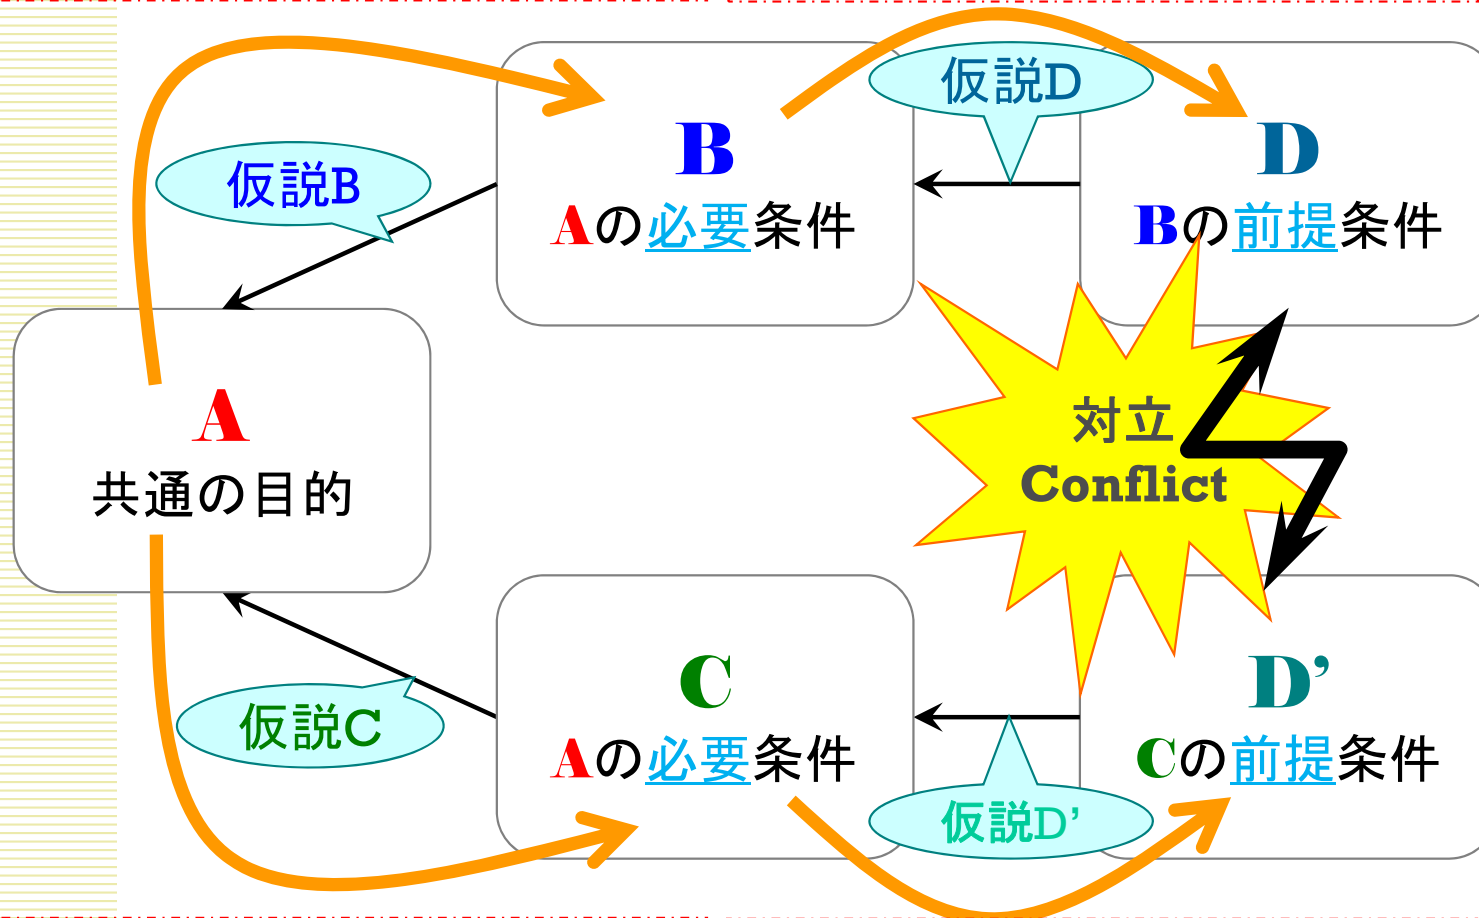 仮説D
B
Aの必要条件
D
Bの前提条件
仮説B
A
共通の目的
対立
Conflict
仮説C
C
Aの必要条件
D’
Cの前提条件
仮説D’